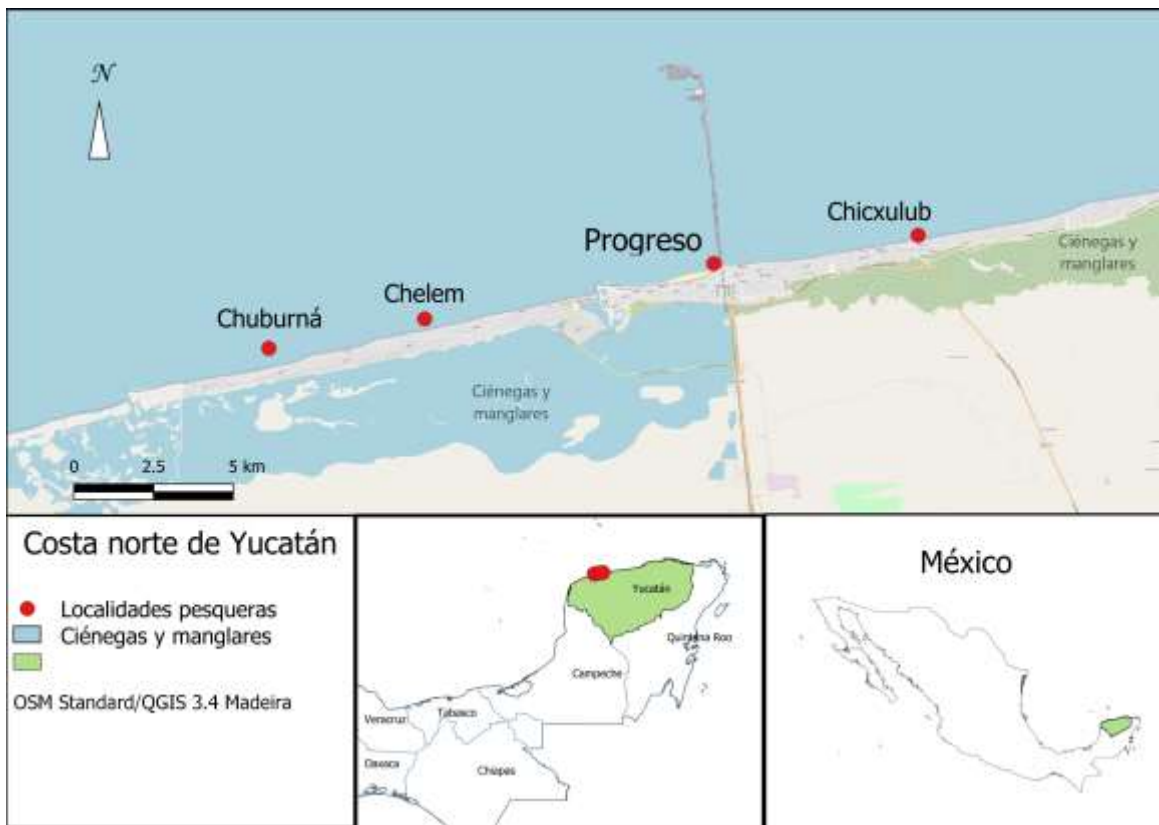 N
Chicxulub
Progreso
Ciénegas y
manglares
Chelem
Chuburná
Ciénegas y
manglares
0 2.5 5 km
Costa norte de Yucatán
Localidades pesqueras
Ciénegas y manglares
OSM Standard/QGIS 3.4 Madeira
Yucatán
Quintana Roo
Campeche
Veracruz
Tabasco
Oaxaca
Chiapas
México